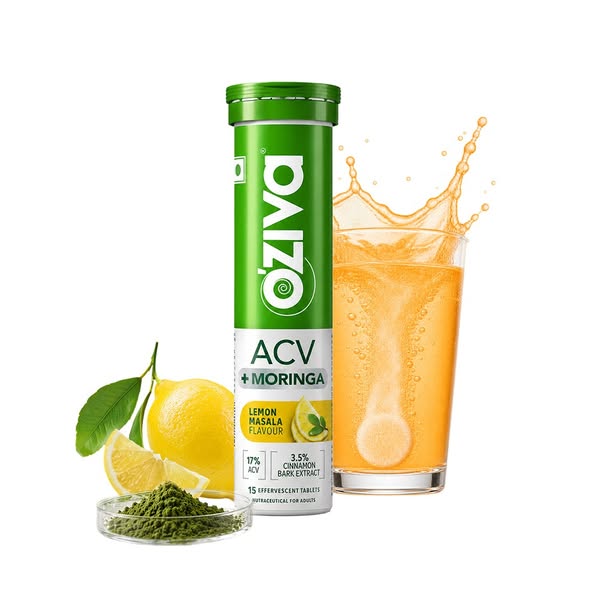 OZiva
ACV
+ MORINGA
LEMON
MASALA
FLAVOUR
17%
ACV
3.5%
CINNAMON
BARK EXTRACT
15 EFFERVESCENT TABLETS
NUTRACEUTICAL FOR ADULTS